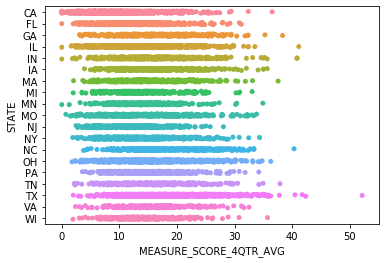 CA
FL
GA
IL
IN
IA
MA
MI
MN
MO
NJ
NY
NC
OH
PA
TN
TX
VA
WI
STATE
0 10 20 30 40 50
MEASURE_SCORE_4QTR_AVG